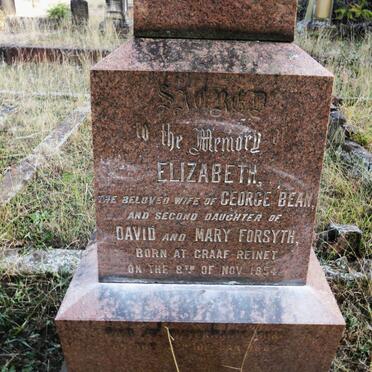 SACRED
to the Memory of
ELIZABETH,
THE BELOVED WIFE OF GEORGE BEAN,
AND SECOND DAUGHTER OF
DAVID AND MARY FORSYTH,
BORN AT GRAAF REINET
ON THE 8TH OF NOV 1854